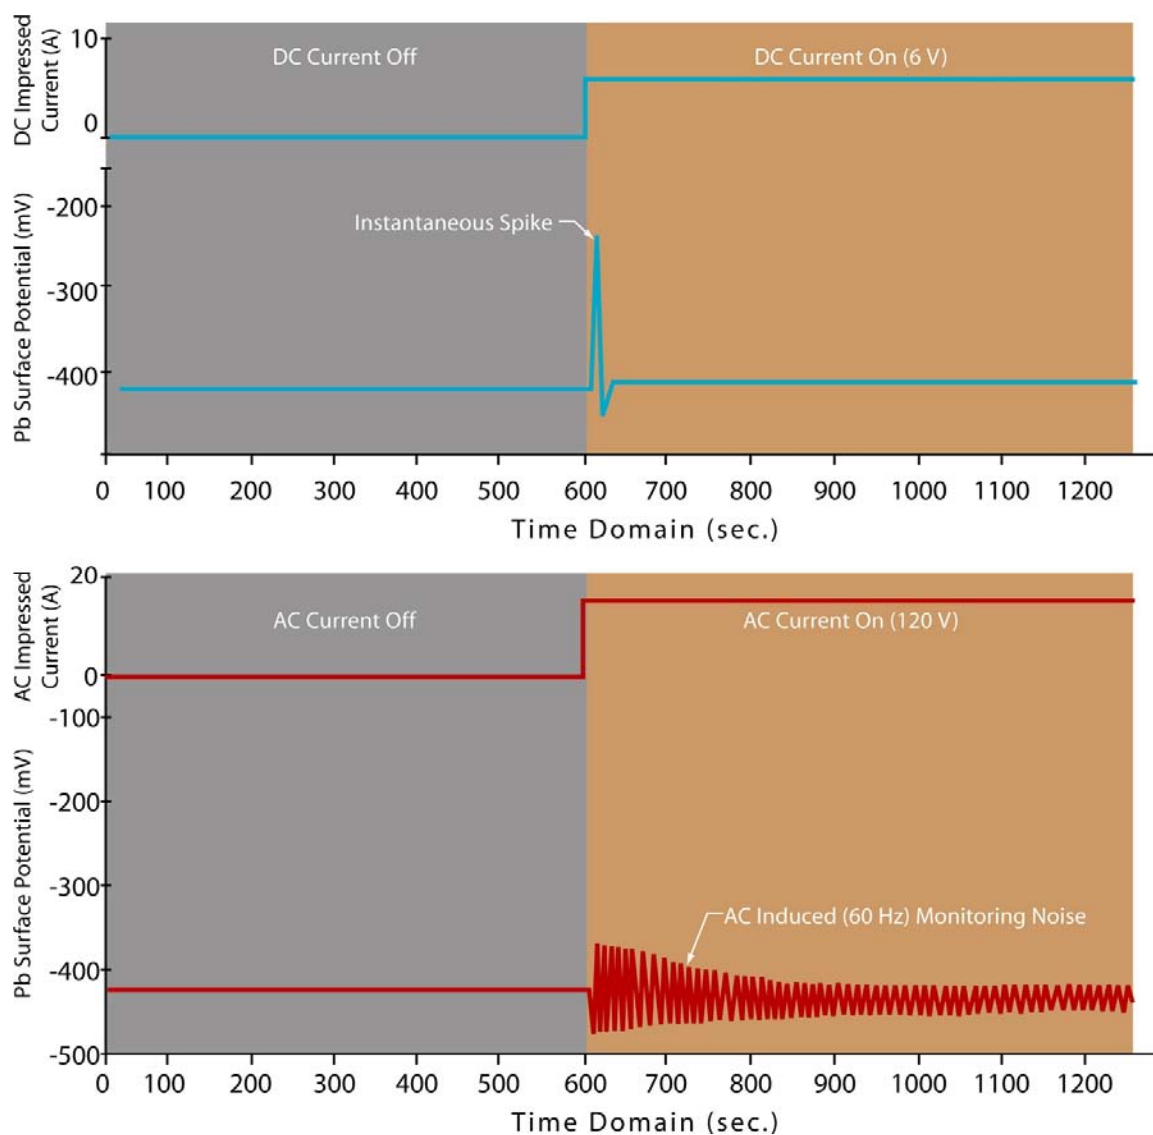 DC Impressed
Current (A)
10
0
DC Current Off
DC Current On (6 V)
Pb Surface Potential (mV)
-200
-300
-400
Instantaneous Spike
0 100 200 300 400 500 600 700 800 900 1000 1100 1200
Time Domain (sec.)
AC Impressed
Current (A)
20
0
AC Current Off
AC Current On (120 V)
Pb Surface Potential (mV)
-100
-200
-300
-400
-500
AC Induced (60 Hz) Monitoring Noise
0 100 200 300 400 500 600 700 800 900 1000 1100 1200
Time Domain (sec.)